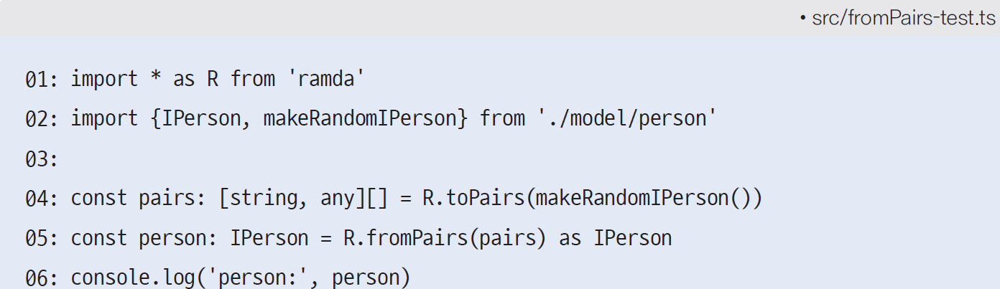 • src/fromPairs-test.ts
01: import * as R from 'ramda'
02: import {IPerson, makeRandomIPerson} from './model/person'
03:
04: const pairs: [string, any][] = R.toPairs(makeRandomIPerson())
05: const person: IPerson = R.fromPairs(pairs) as IPerson
06: console.log('person:', person)